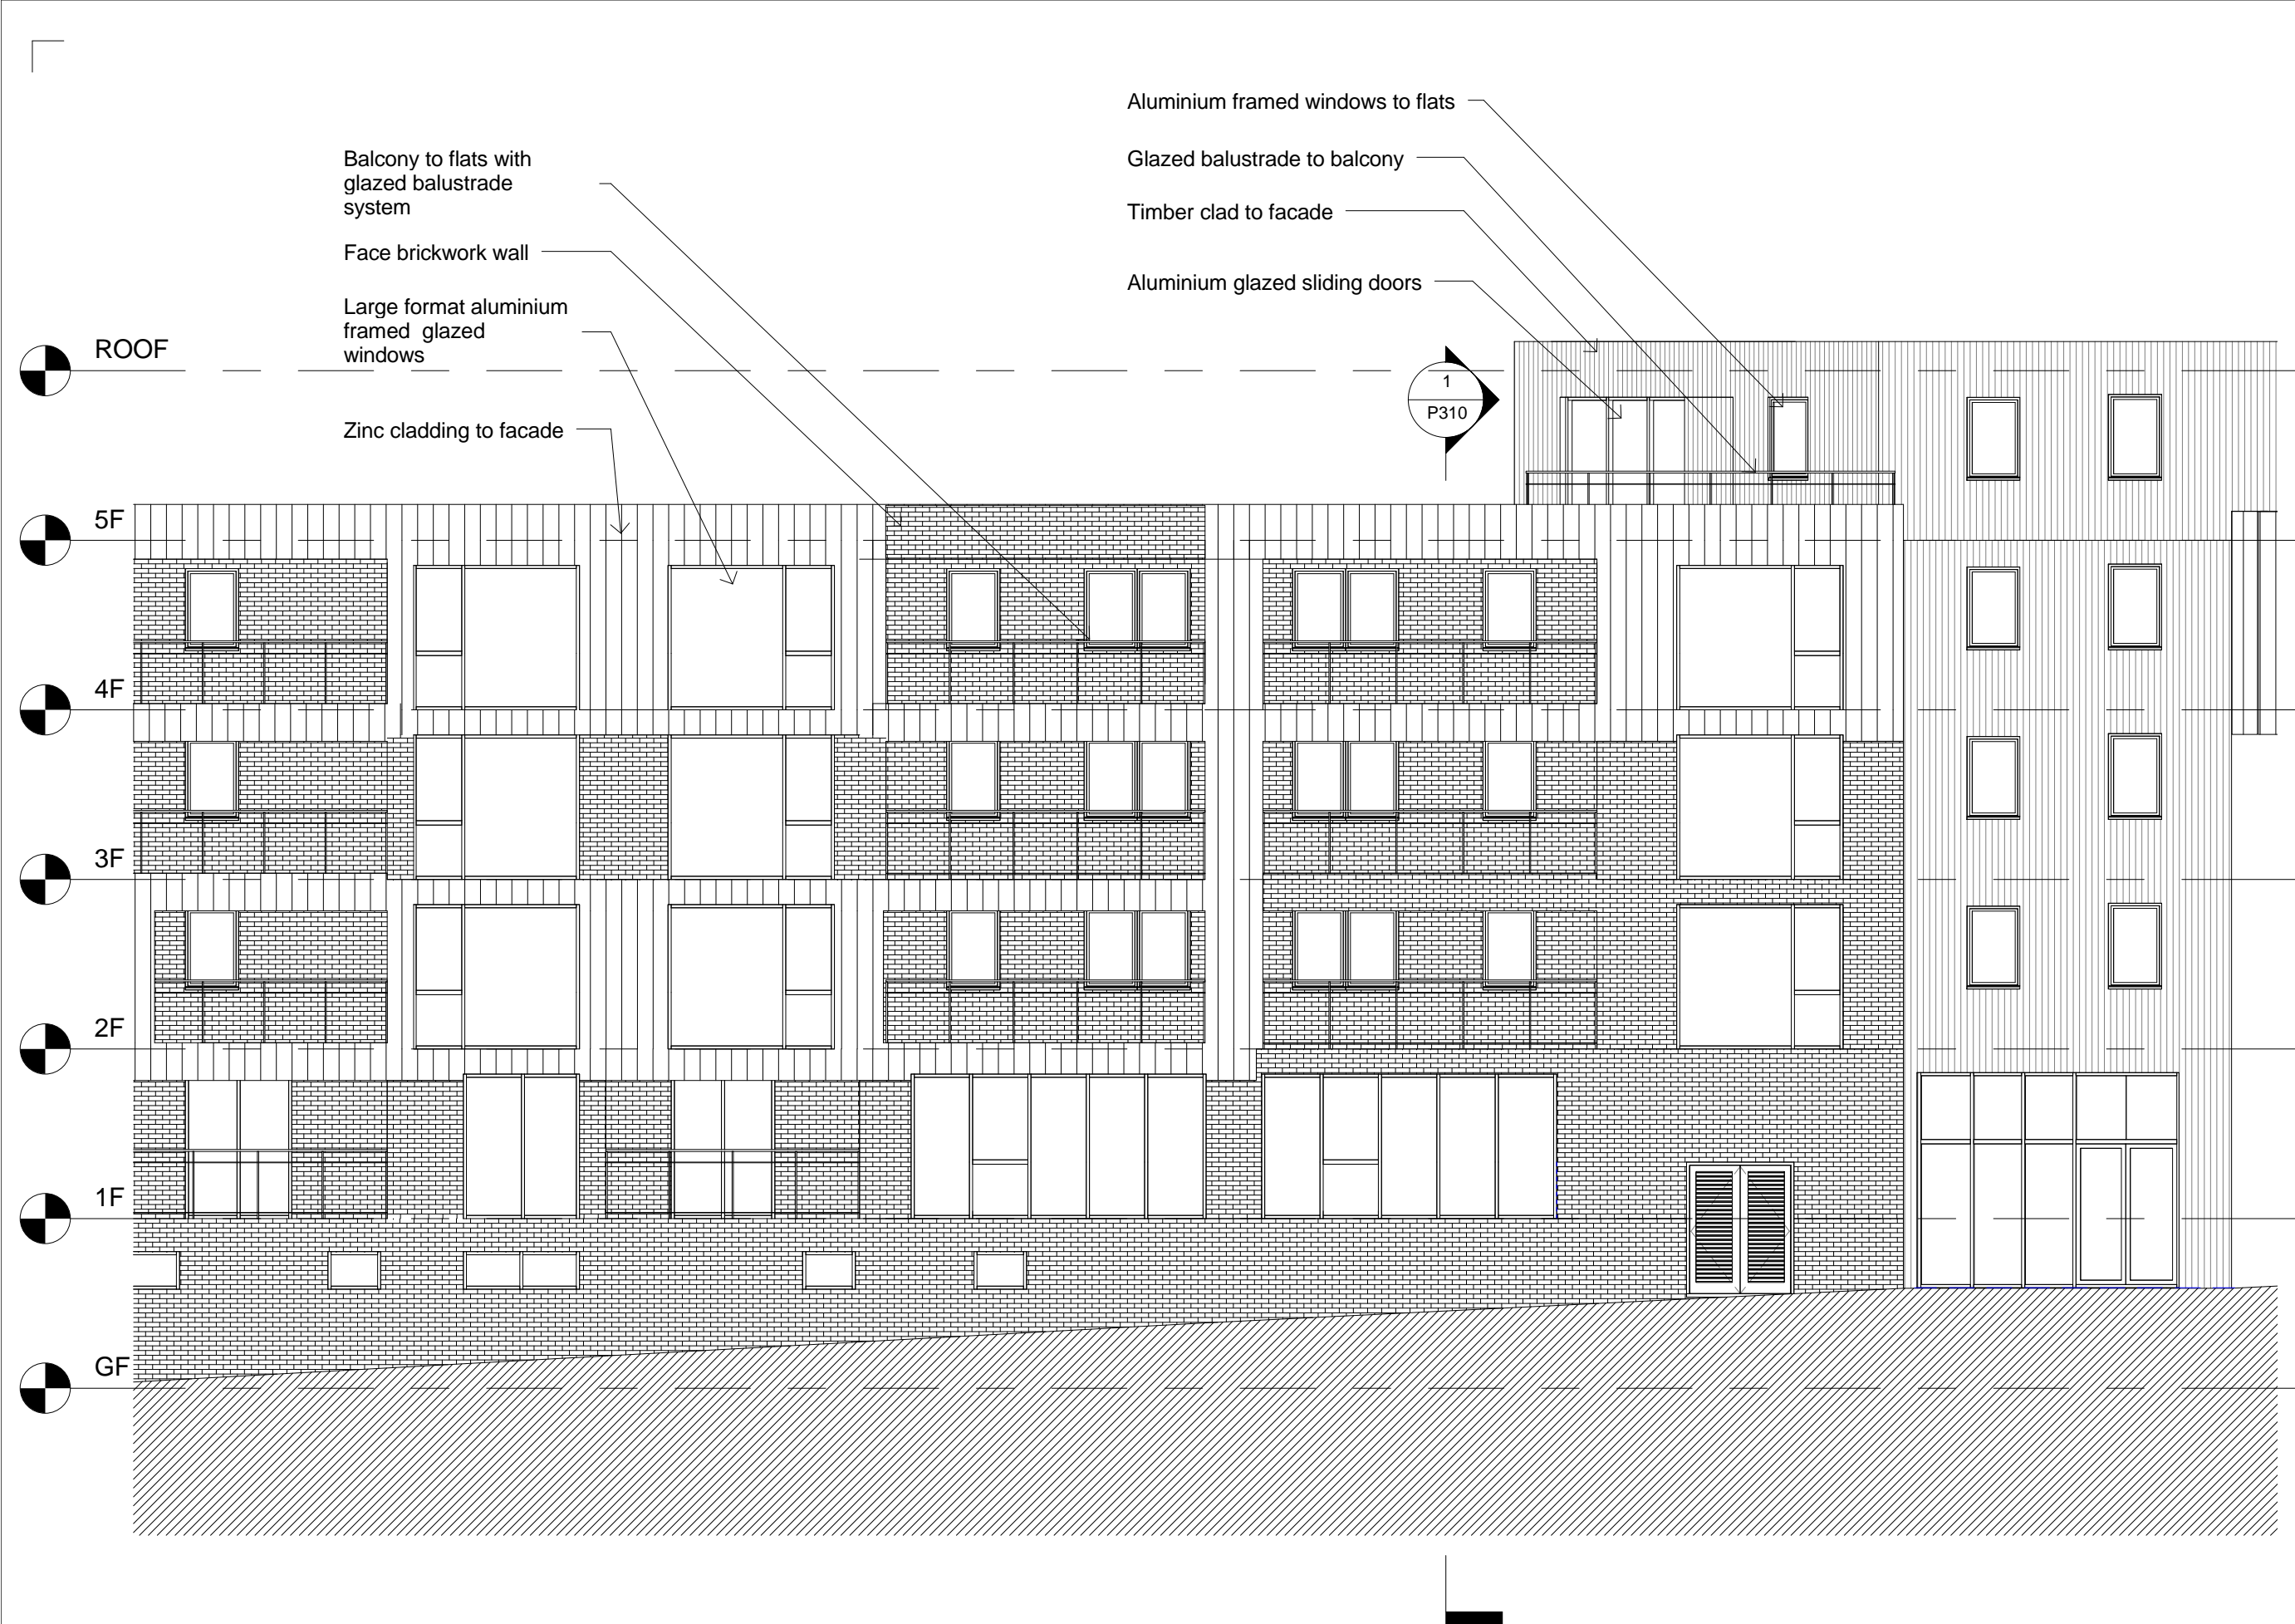 Aluminium framed windows to flats
Balcony to flats with
glazed balustrade
system
Glazed balustrade to balcony
Timber clad to facade
Face brickwork wall
Aluminium glazed sliding doors
Large format aluminium
framed glazed
windows
ROOF
1
P310
Zinc cladding to facade
5F
4F
3F
2F
1F
GF